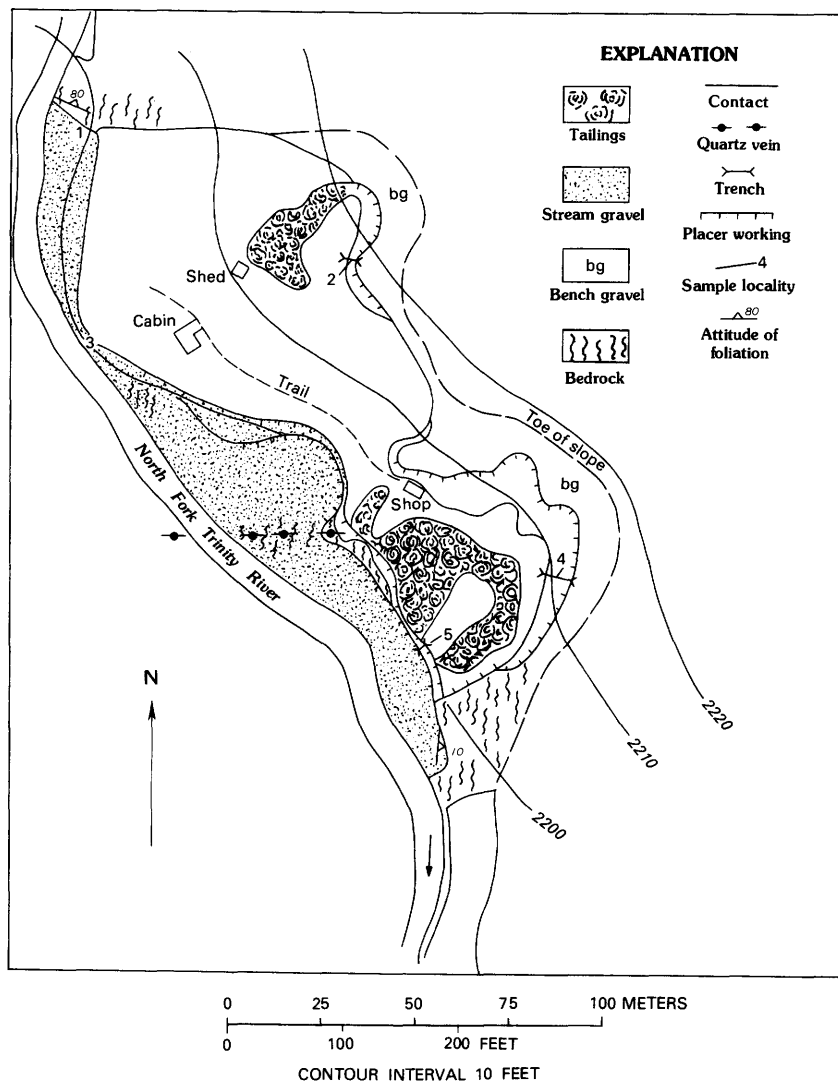 EXPLANATION
Tailings
Stream gravel
bg
Bench gravel
Bedrock
Contact
Quartz vein
Trench
Placer working
4
Sample locality
80
Attitude of
foliation
80
1
bg
2
Shed
Cabin
3
Trail
Toe of slope
bg
Shop
4
5
North Fork Trinity River
N
10
2220
2210
2200
0 25 50 75 100 METERS
0 100 200 FEET
CONTOUR INTERVAL 10 FEET